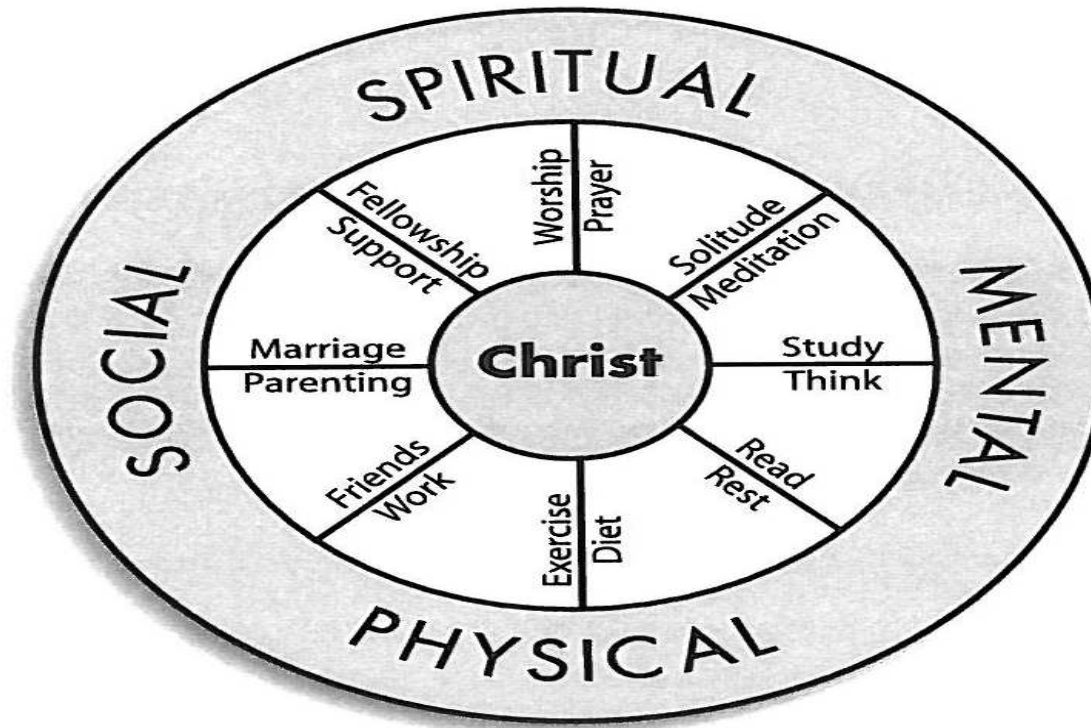 SPIRITUAL
Worship
Prayer
Fellowship
Support
Solitude
Meditation
SOCIAL
Marriage
Parenting
Christ
Study
Think
MENTAL
Friends
Work
Read
Rest
Exercise
Diet
PHYSICAL